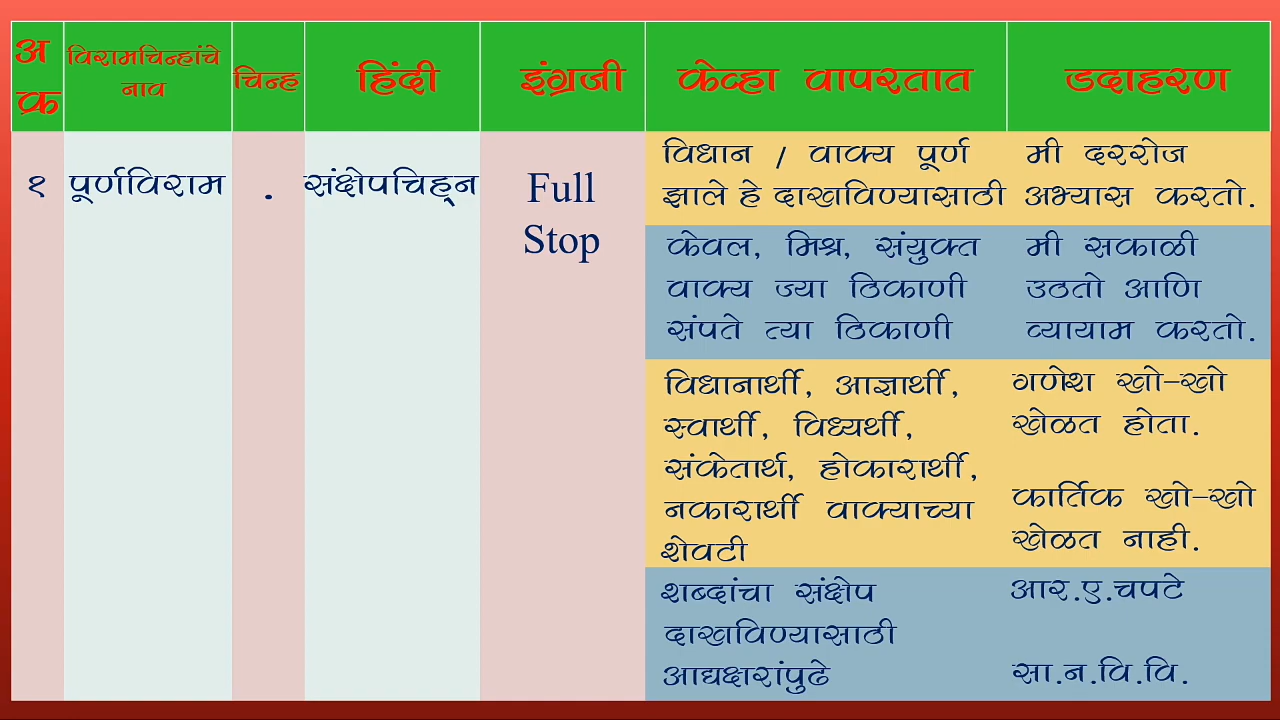 अ
क्र
विरामचिन्हांचे
नाव
चिन्ह
हिंदी
इंग्रजी
केव्हा वापरतात
उदाहरण
१
पूर्णविराम
.
संक्षेपचिह्न
Full
Stop
विधान / वाक्य पूर्ण
झाले हे दाखविण्यासाठी
मी दररोज
अभ्यास करतो.
केवल, मिश्र, संयुक्त
वाक्य ज्या ठिकाणी
संपते त्या ठिकाणी
मी सकाळी
उठतो आणि
व्यायाम करतो.
विधानार्थी, आज्ञार्थी,
स्वार्थी, विध्यर्थी,
संकेतार्थ, होकारार्थी,
नकारार्थी वाक्याच्या
शेवटी
गणेश खो-खो
खेळत होता.
कार्तिक खो-खो
खेळत नाही.
शब्दांचा संक्षेप
दाखविण्यासाठी
आद्यक्षरांपुढे
आर.ए.चपटे
सा.न.वि.वि.